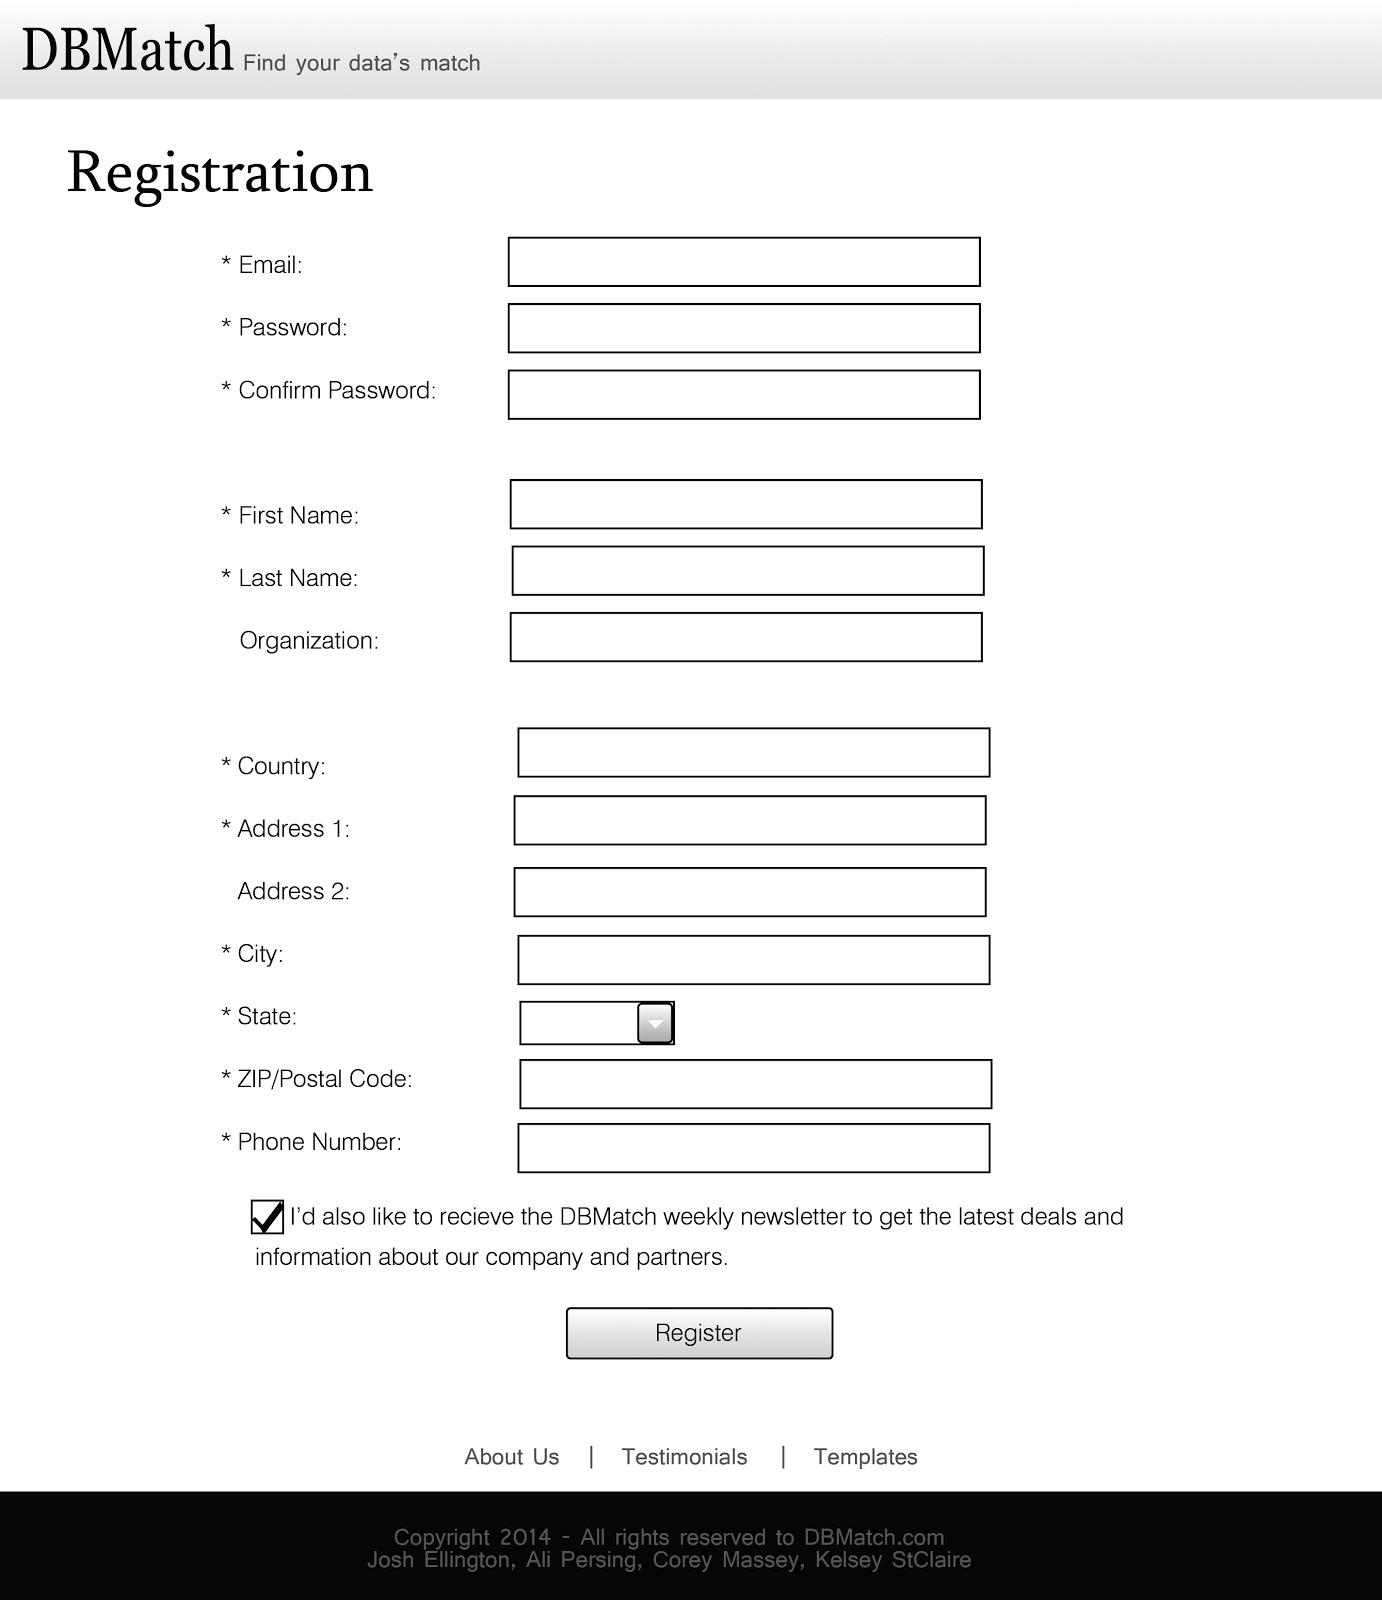 DBMatch Find your data's match
Registration
* Email:
* Password:
* Confirm Password:
* First Name:
* Last Name:
Organization:
* Country:
* Address 1:
Address 2:
* City:
* State:
* ZIP/Postal Code:
* Phone Number:
I'd also like to recieve the DBMatch weekly newsletter to get the latest deals and
information about our company and partners.
Register
About Us | Testimonials | Templates
Copyright 2014 - All rights reserved to DBMatch.com
Josh Ellington, Ali Persing, Corey Massey, Kelsey StClaire